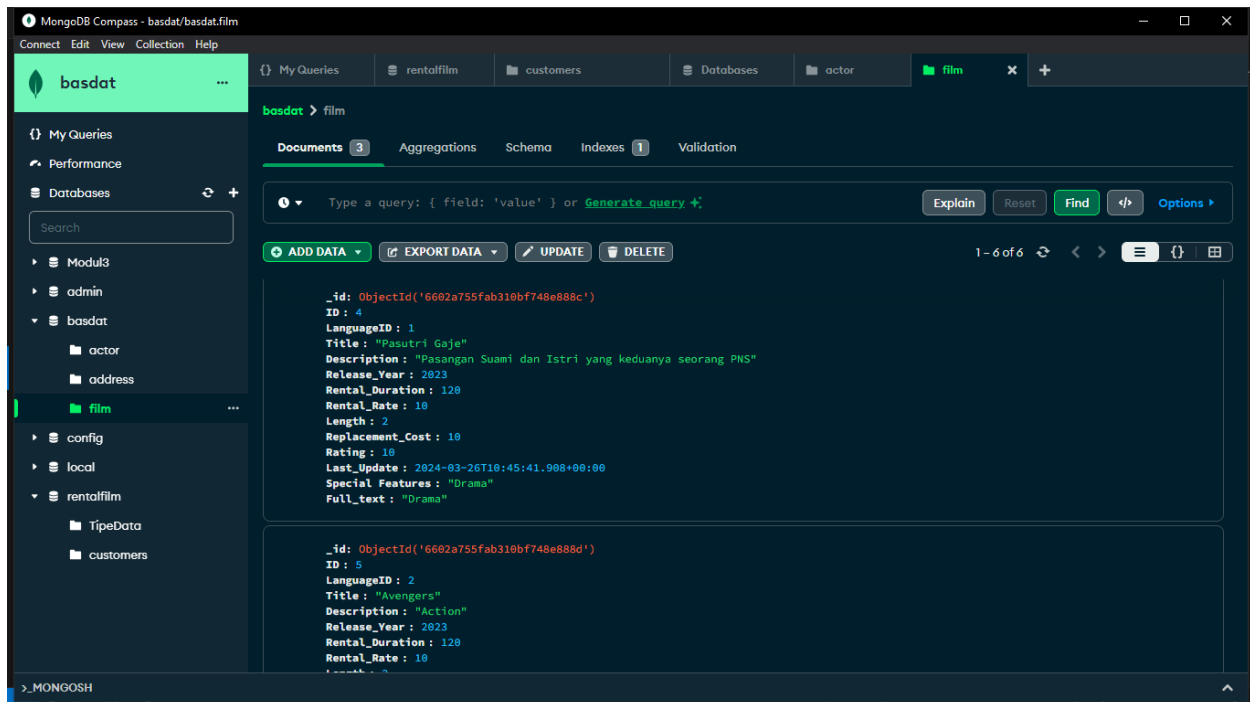 MongoDB Compass - basdat/basdat.film
Connect Edit View Collection Help
basdat
{} My Queries
rentalfilm
customers
Databases
actor
film
basdat > film
My Queries
Performance
Databases
Search
Modul3
admin
basdat
actor
address
film
config
local
rentalfilm
TipeData
customers
Documents 3 Aggregations Schema Indexes 1 Validation
Type a query: { field: 'value' } or Generate query
Explain Reset Find </> Options
ADD DATA EXPORT DATA UPDATE DELETE
1 – 6 of 6
_id: ObjectId('6602a755fab310bf748e888c')
ID : 4
LanguageID : 1
Title : "Pasutri Gaje"
Description : "Pasangan Suami dan Istri yang keduanya seorang PNS"
Release_Year : 2023
Rental_Duration : 120
Rental_Rate : 10
Length : 2
Replacement_Cost : 10
Rating : 10
Last_Update : 2024-03-26T10:45:41.908+00:00
Special Features : "Drama"
Full_text : "Drama"
_id: ObjectId('6602a755fab310bf748e888d')
ID : 5
LanguageID : 2
Title : "Avengers"
Description : "Action"
Release_Year : 2023
Rental_Duration : 120
Rental_Rate : 10
>_MONGOSH